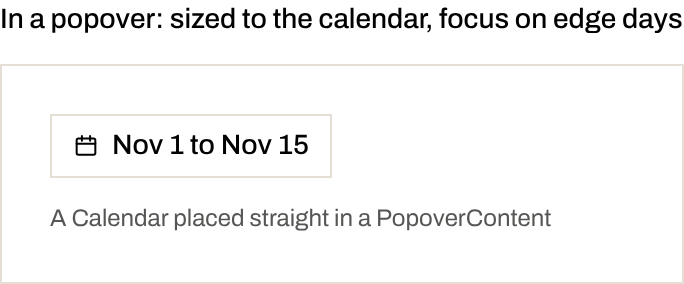 In a popover: sized to the calendar, focus on edge days
Nov 1 to Nov 15
A Calendar placed straight in a PopoverContent